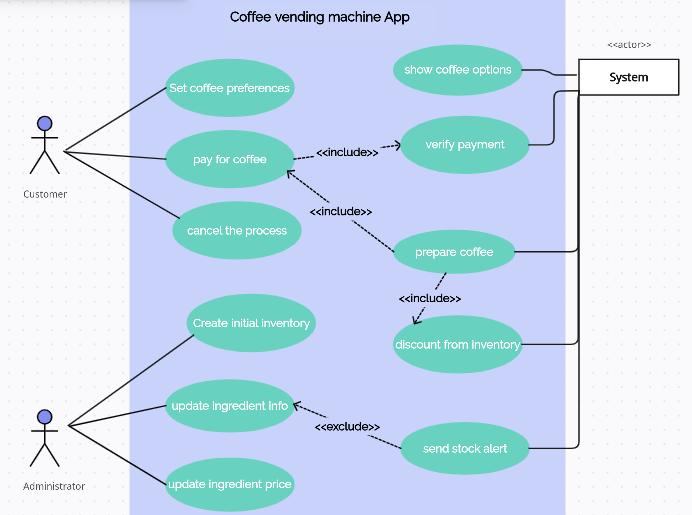 Coffee vending machine App
<<actor>>
System
show coffee options
Set coffee preferences
verify payment
pay for coffee
<<include>>
Customer
<<include>>
cancel the process
prepare coffee
<<include>>
Create initial inventory
discount from inventory
update ingredient info
<<exclude>>
send stock alert
Administrator
update ingredient price